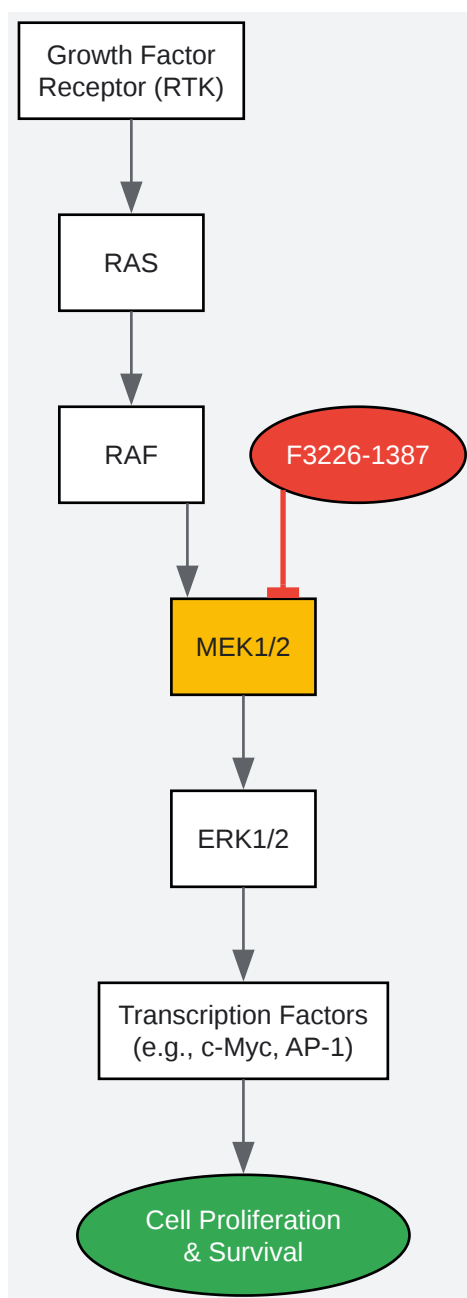 Growth Factor
Receptor (RTK)
RAS
RAF
F3226-1387
MEK1/2
ERK1/2
Transcription Factors
(e.g., c-Myc, AP-1)
Cell Proliferation
& Survival